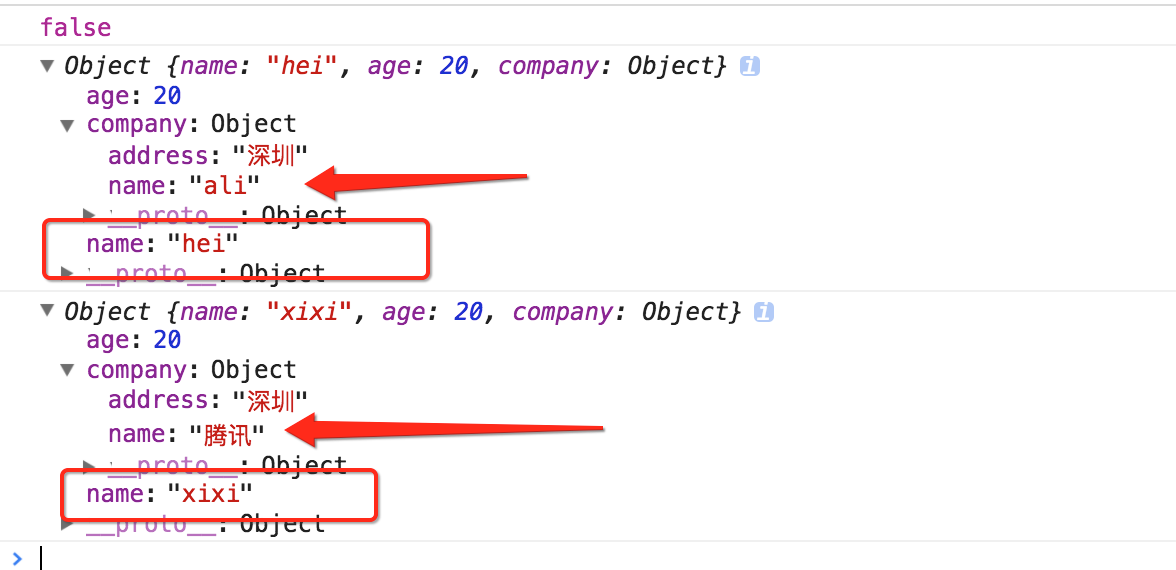 false
Object {name: "hei", age: 20, company: Object} i
age: 20
company: Object
address: "深圳"
name: "ali"
__proto__: Object
name: "hei"
__proto__: Object
Object {name: "xixi", age: 20, company: Object} i
age: 20
company: Object
address: "深圳"
name: "腾讯"
__proto__: Object
name: "xixi"
__proto__: Object